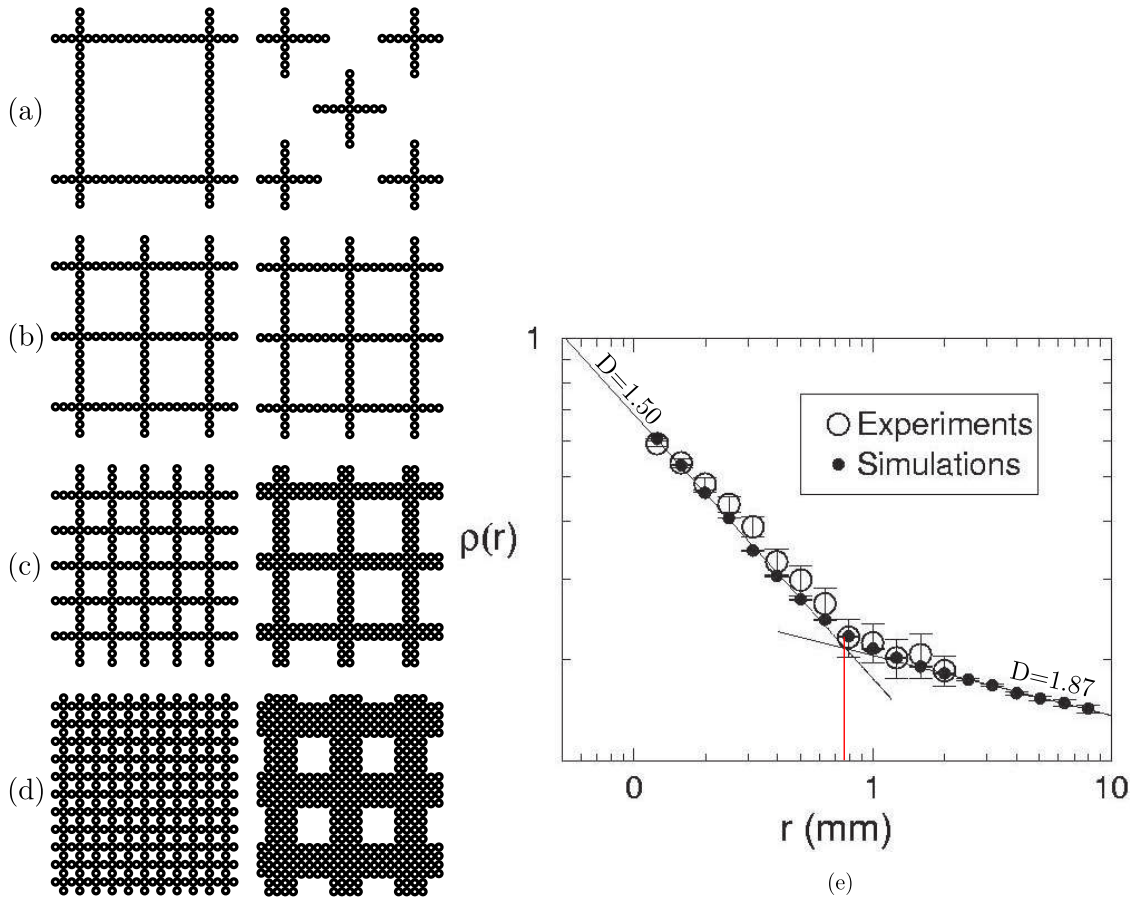 (a)
(b)
(c)
(d)
1
D=1.50
Experiments
Simulations
ρ(r)
D=1.87
0
1
10
r (mm)
(e)